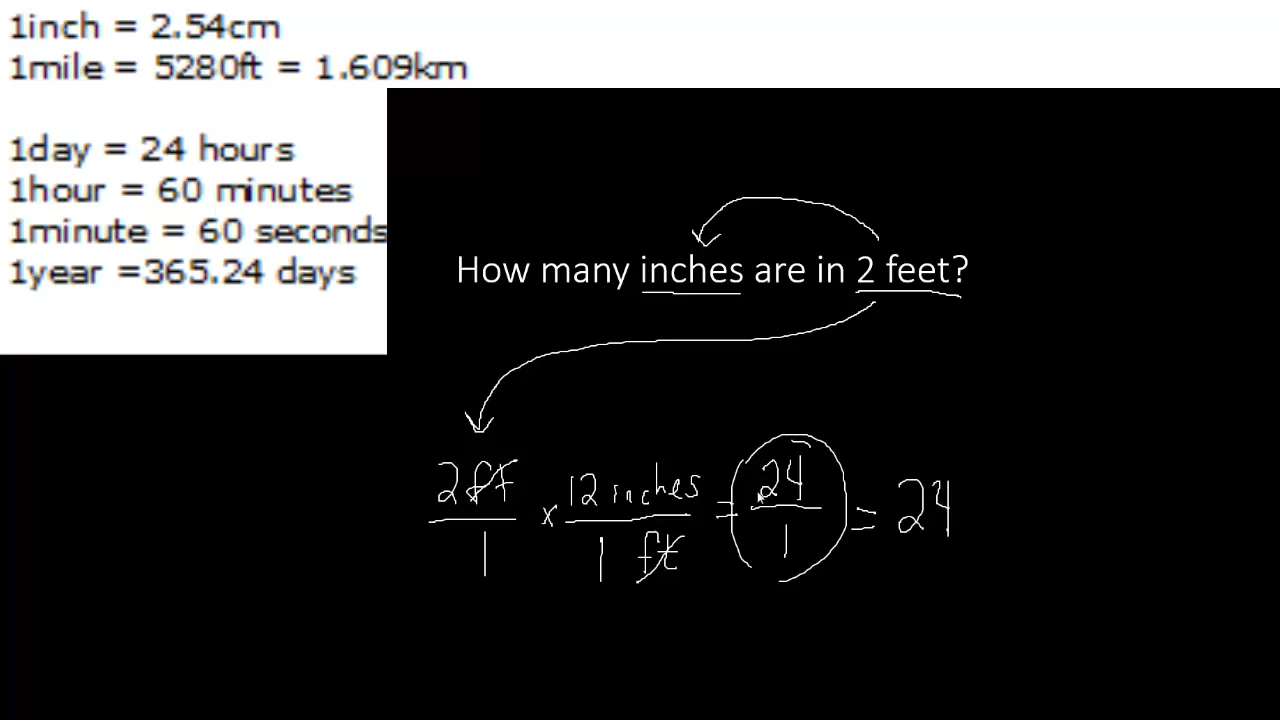 1inch = 2.54cm
1mile = 5280ft = 1.609km
1day = 24 hours
1hour = 60 minutes
1minute = 60 seconds
1year =365.24 days
How many inches are in 2 feet?
2ft × 12 inches = 24 = 24
1 1 ft 1